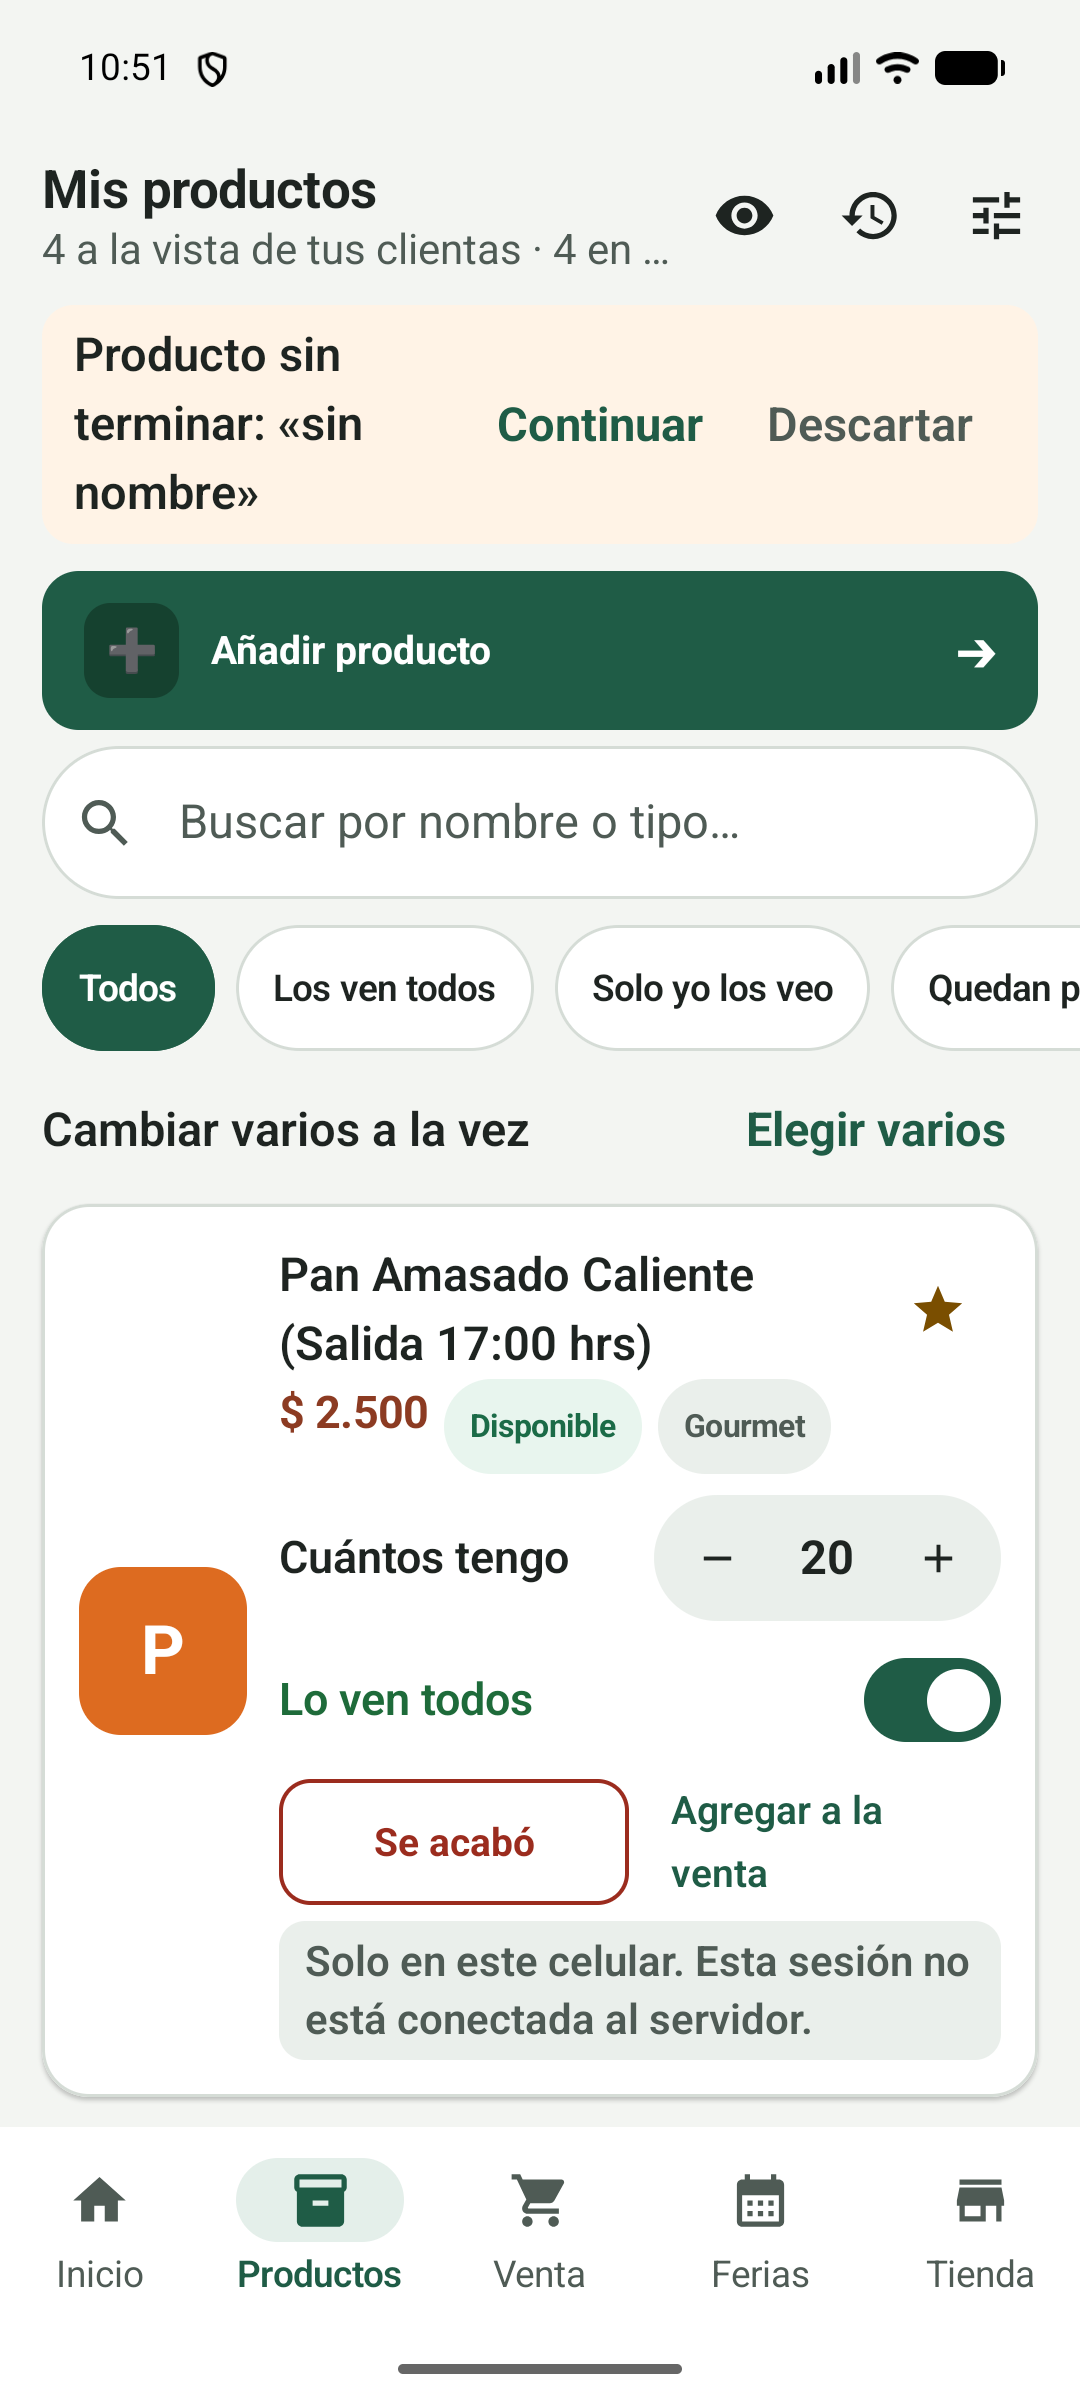 10:51
Mis productos
4 a la vista de tus clientas · 4 en ...
Producto sin
terminar: «sin
nombre»
Continuar
Descartar
Añadir producto
Buscar por nombre o tipo...
Todos
Los ven todos
Solo yo los veo
Quedan p
Cambiar varios a la vez
Elegir varios
Pan Amasado Caliente
(Salida 17:00 hrs)
$ 2.500
Disponible
Gourmet
Cuántos tengo
− 20 +
P
Lo ven todos
Se acabó
Agregar a la
venta
Solo en este celular. Esta sesión no
está conectada al servidor.
Inicio
Productos
Venta
Ferias
Tienda